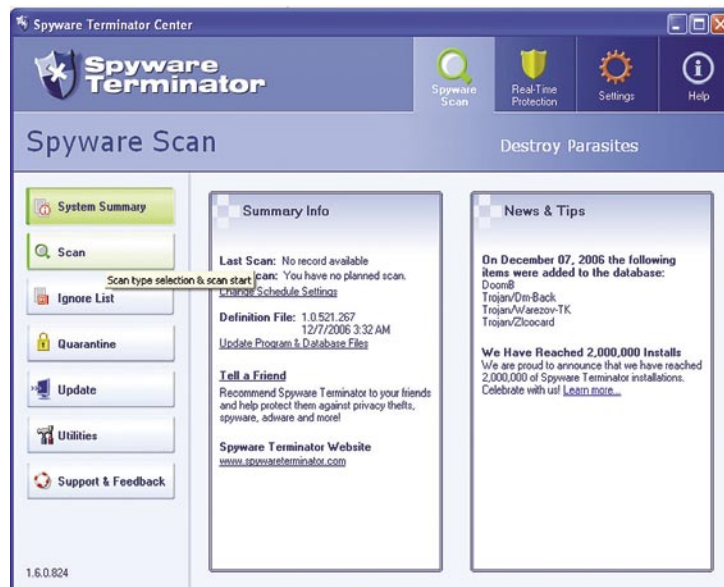 Spyware Terminator Center
Spyware
Terminator
Spyware
Scan
Real-Time
Protection
Settings
Help
Spyware Scan
Destroy Parasites
System Summary
Scan
Scan type selection & scan start
Ignore List
Quarantine
Update
Utilities
Support & Feedback
1.6.0.824
Summary Info
Last Scan: No record available
can: You have no planned scan.
Change Schedule Settings
Definition File: 1.0.521.267
12/7/2006 3:32 AM
Update Program & Database Files
Tell a Friend
Recommend Spyware Terminator to your friends
and help protect them against privacy thefts,
spyware, adware and more!
Spyware Terminator Website
www.spywareterminator.com
News & Tips
On December 07, 2006 the following
items were added to the database:
DoomB
Trojan/Dm-Back
Trojan/Warezov-TK
Trojan/Zlocard
We Have Reached 2,000,000 Installs
We are proud to announce that we have reached
2,000,000 of Spyware Terminator installations.
Celebrate with us! Learn more...